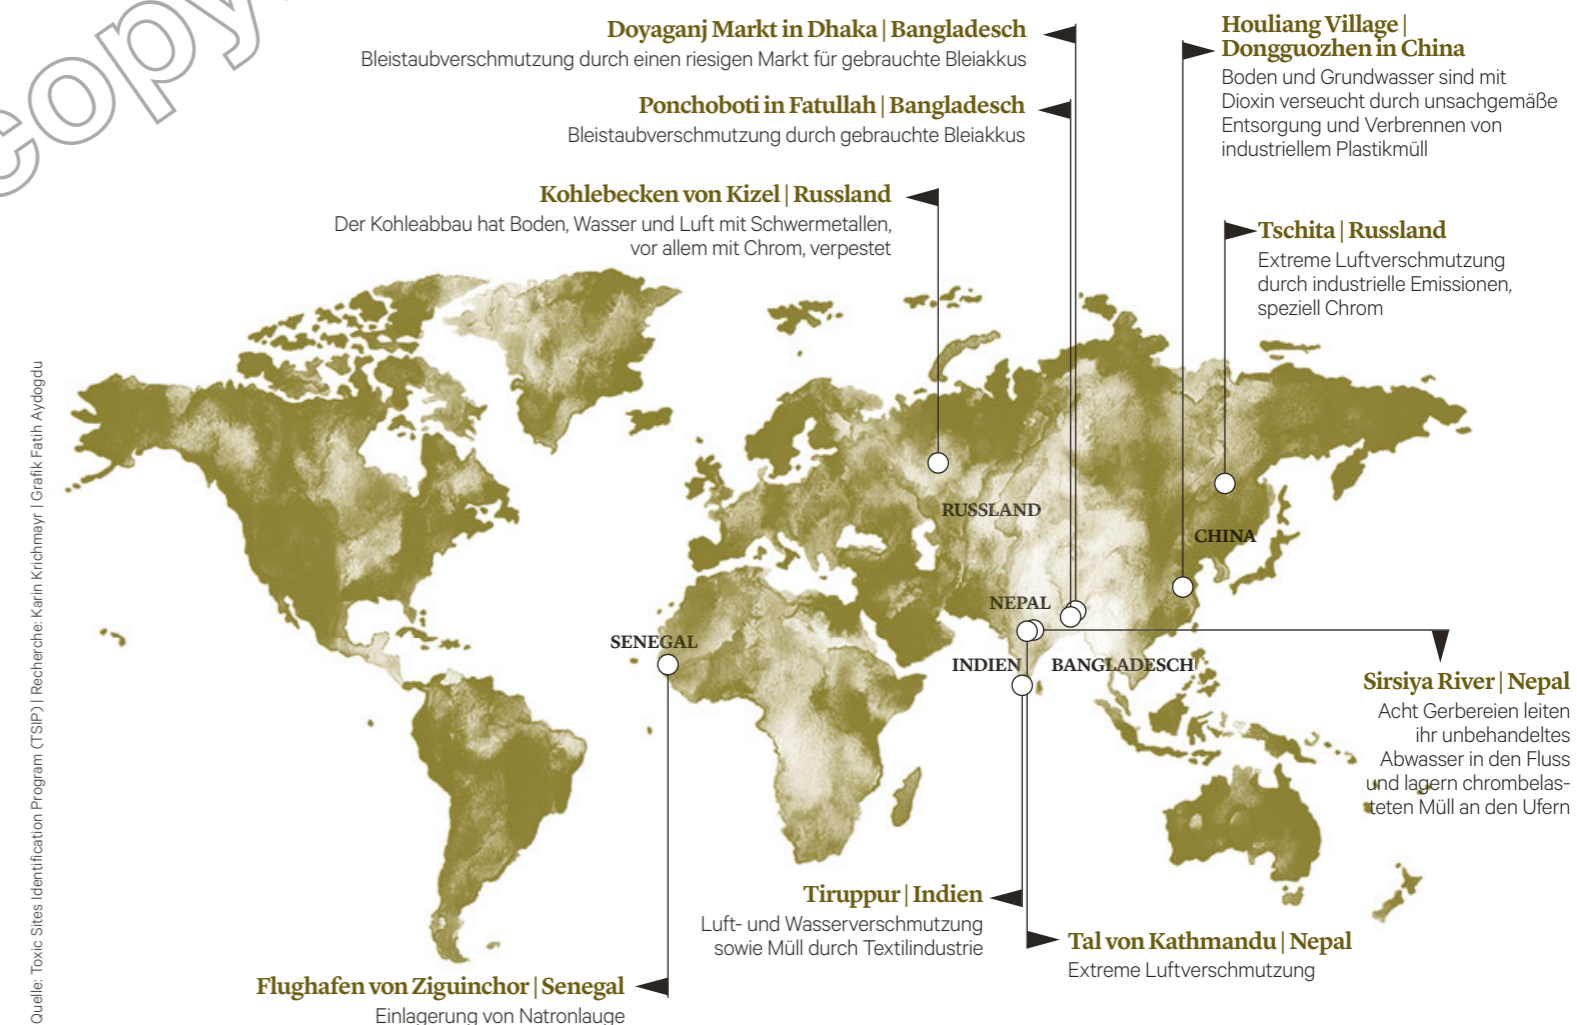 copy
Doyaganj Markt in Dhaka | Bangladesch
Bleistaubverschmutzung durch einen riesigen Markt für gebrauchte Bleiakkus
Ponchoboti in Fatullah | Bangladesch
Bleistaubverschmutzung durch gebrauchte Bleiakkus
Kohlebecken von Kizel | Russland
Der Kohleabbau hat Boden, Wasser und Luft mit Schwermetallen,
vor allem mit Chrom, verpestet
Houliang Village |
Dongguozhen in China
Boden und Grundwasser sind mit
Dioxin verseucht durch unsachgemäße
Entsorgung und Verbrennen von
industriellem Plastikmüll
Tschita | Russland
Extreme Luftverschmutzung
durch industrielle Emissionen,
speziell Chrom
RUSSLAND
CHINA
NEPAL
SENEGAL
INDIEN
BANGLADESCH
Sirsiya River | Nepal
Acht Gerbereien leiten
ihr unbehandeltes
Abwasser in den Fluss
und lagern chrombelas-
teten Müll an den Ufern
Tiruppur | Indien
Luft- und Wasserverschmutzung
sowie Müll durch Textilindustrie
Tal von Kathmandu | Nepal
Extreme Luftverschmutzung
Flughafen von Ziguinchor | Senegal
Einlagerung von Natronlauge
Quelle: Toxic Sites Identification Program (TSIP) | Recherche: Karin Krichmayr | Grafik Fatih Aydogdu